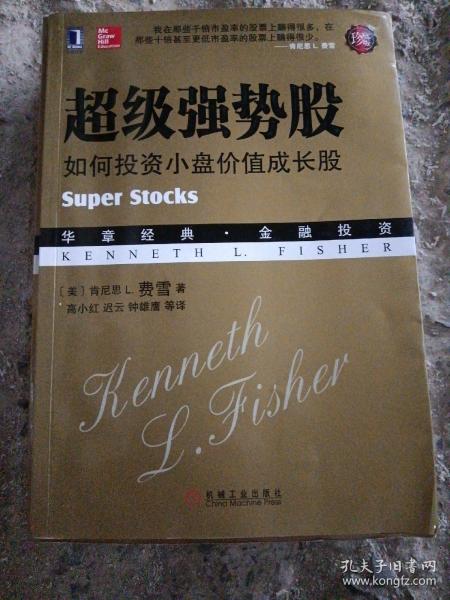 Mc
Graw
Hill
Education
我在那些千倍市盈率的股票上赚得很多，在
那些十倍甚至更低市盈率的股票上赚得很少。
——肯尼思 L. 费雪
珍藏版
超级强势股
如何投资小盘价值成长股
Super Stocks
华章经典·金融投资
KENNETH L. FISHER
［美］肯尼思 L. 费雪 著
高小红 迟云 钟雄鹰 等译
Kenneth
L. Fisher
机械工业出版社
China Machine Press
孔夫子旧书网
www.kongfz.com